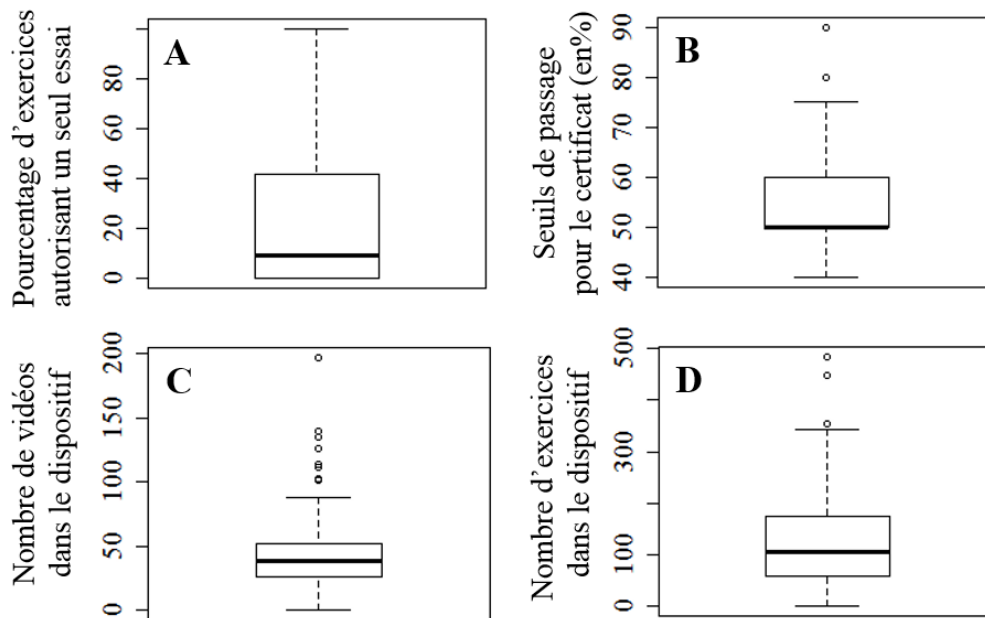 Pourcentage d'exercices
autorisant un seul essai
80
60
40
20
0
A
Seuils de passage
pour le certificat (en%)
90
80
70
60
50
40
B
Nombre de vidéos
dans le dispositif
200
150
100
50
0
C
Nombre d'exercices
dans le dispositif
500
300
100
0
D